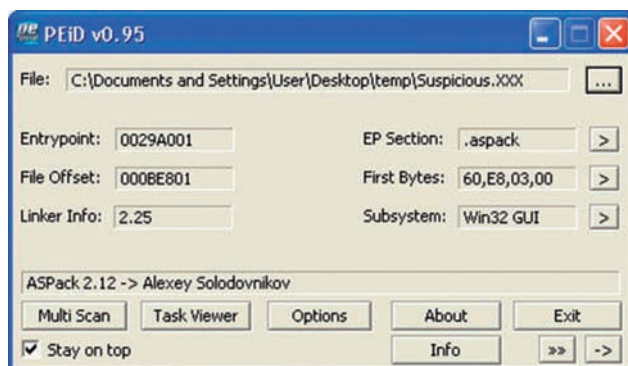 PEiD v0.95
File: C:\Documents and Settings\User\Desktop\temp\Suspicious.XXX ...
Entrypoint: 0029A001 EP Section: .aspack >
File Offset: 000BE801 First Bytes: 60,E8,03,00 >
Linker Info: 2.25 Subsystem: Win32 GUI >
ASPack 2.12 -> Alexey Solodovnikov
Multi Scan Task Viewer Options About Exit
Stay on top Info »» ->